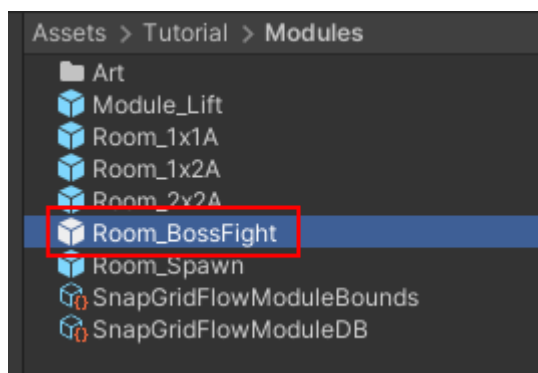 Assets > Tutorial > Modules
Art
Module_Lift
Room_1x1A
Room_1x2A
Room_2x2A
Room_BossFight
Room_Spawn
SnapGridFlowModuleBounds
SnapGridFlowModuleDB